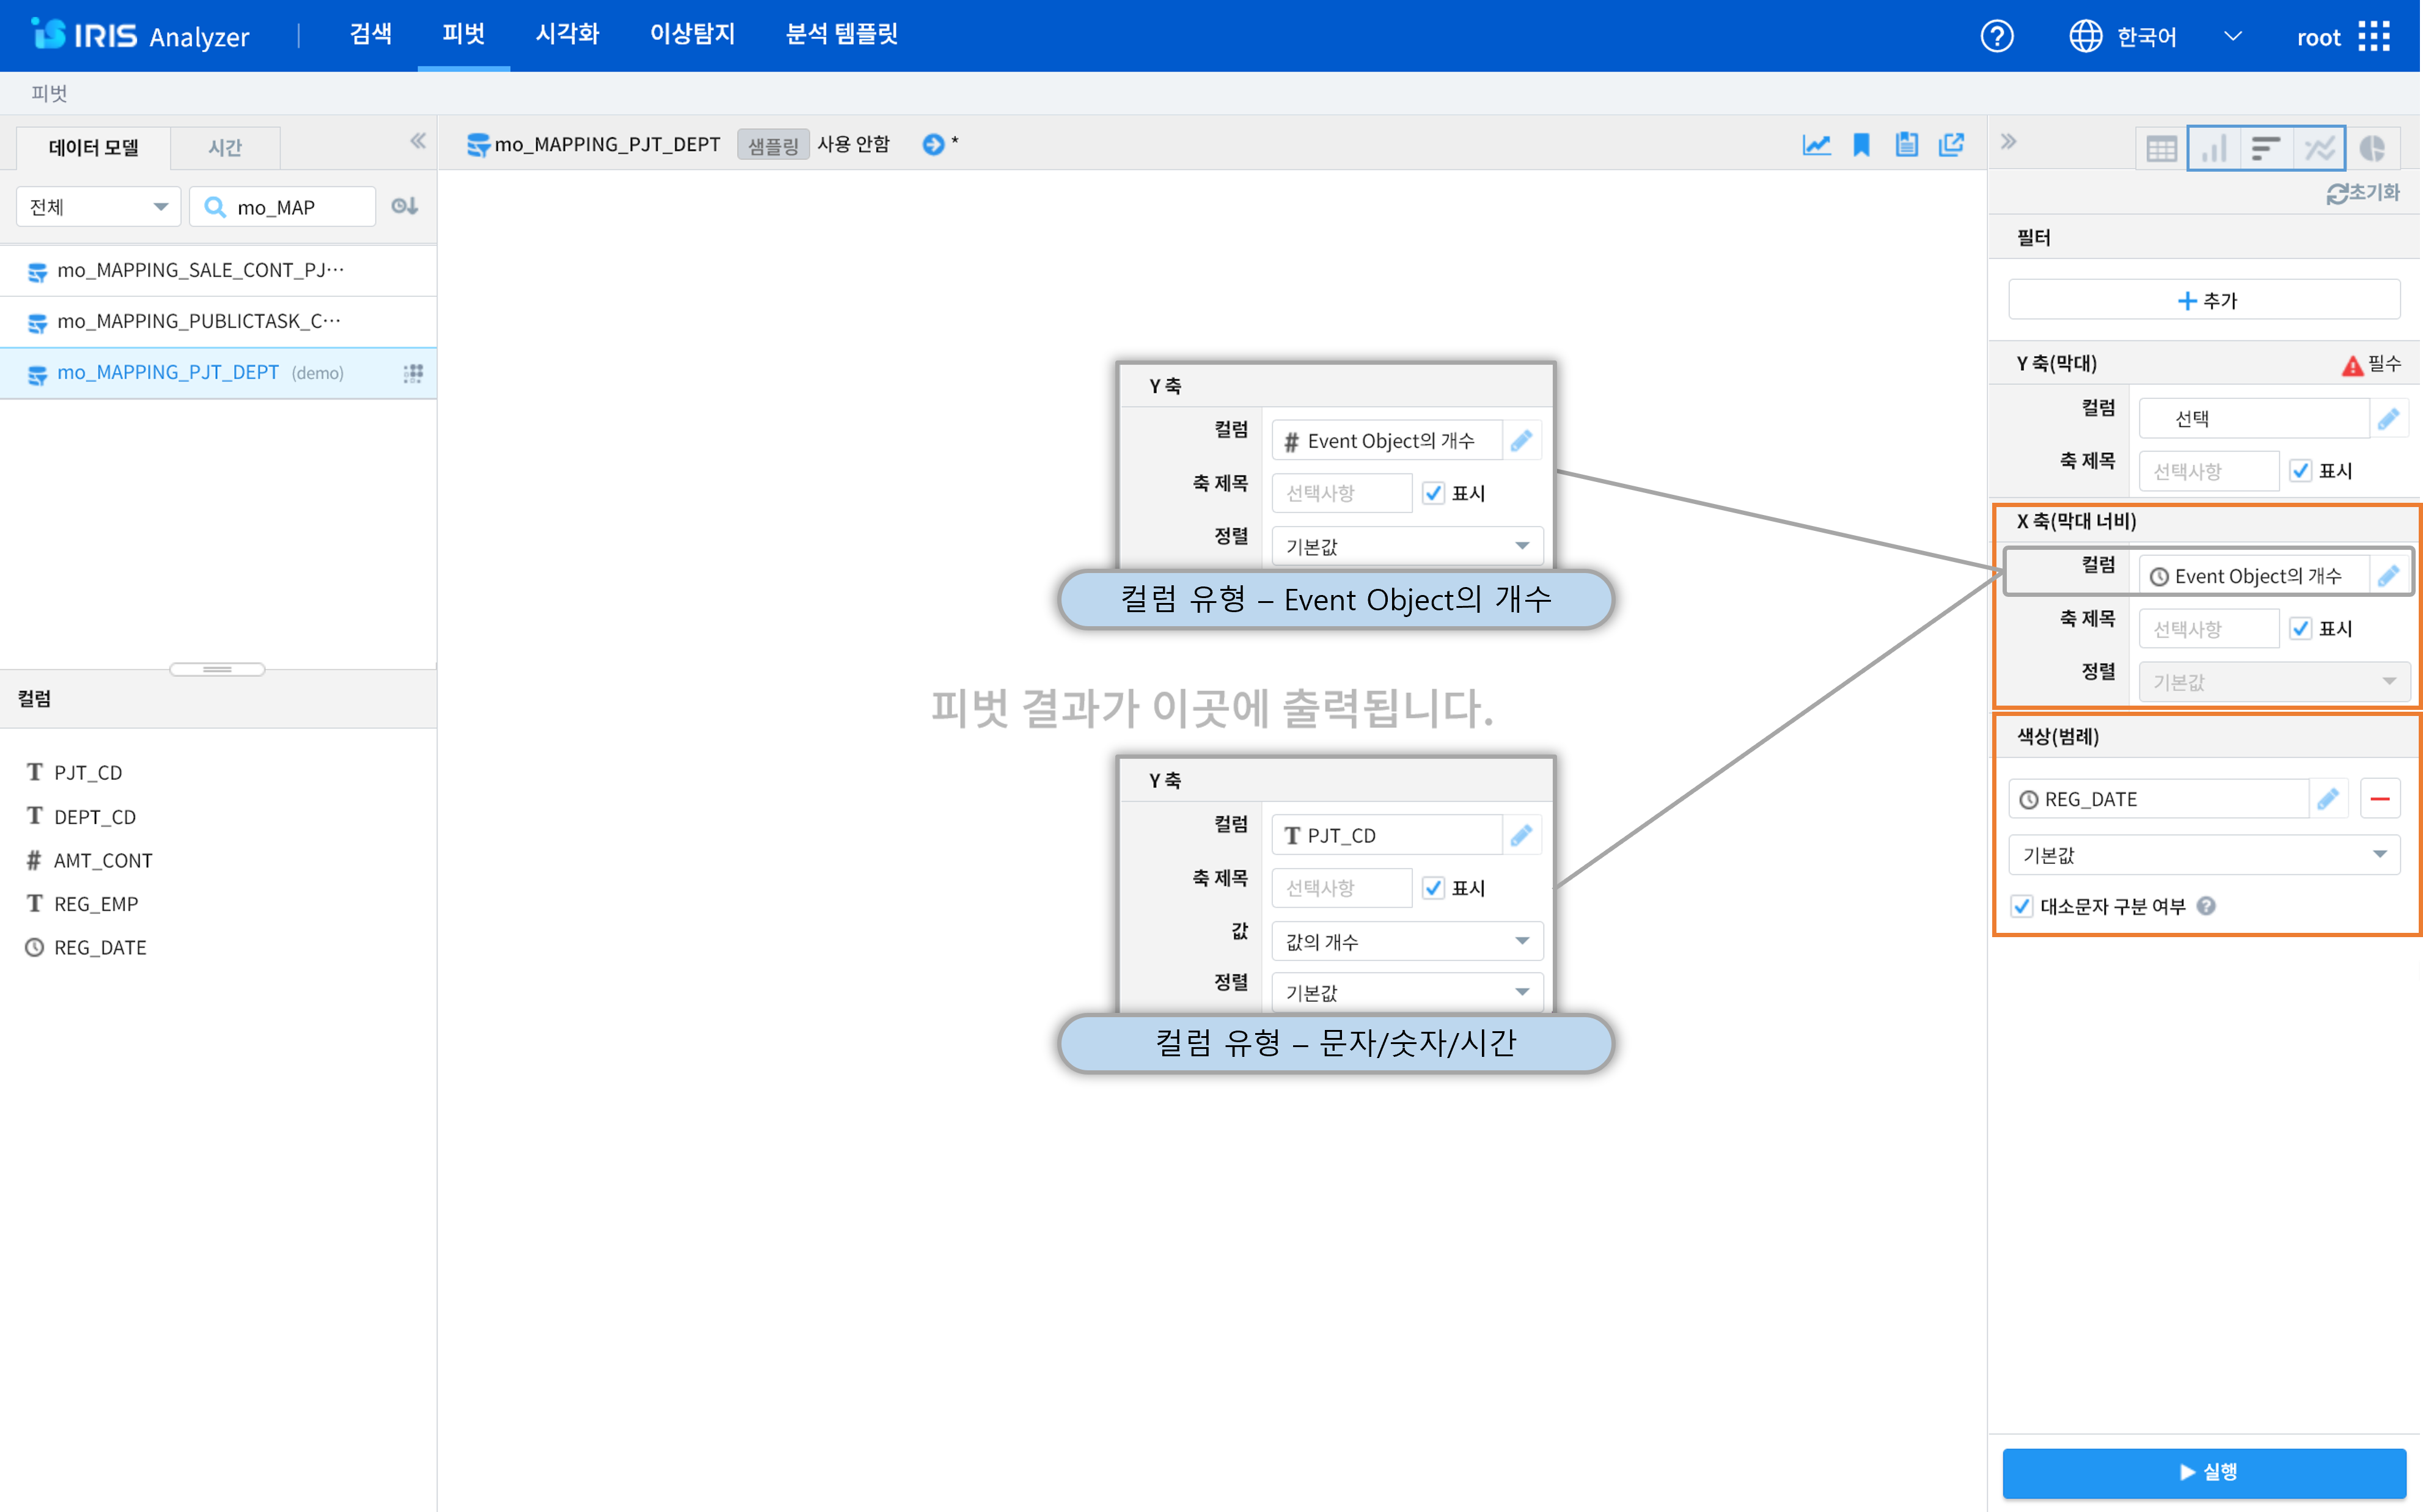 IRIS Analyzer
검색 피벗 시각화 이상탐지 분석 템플릿
? 한국어 root
피벗
데이터 모델 시간
전체 mo_MAP
mo_MAPPING_SALE_CONT_PJ···
mo_MAPPING_PUBLICTASK_C···
mo_MAPPING_PJT_DEPT (demo)
컬럼
T PJT_CD
T DEPT_CD
# AMT_CONT
T REG_EMP
REG_DATE
mo_MAPPING_PJT_DEPT 샘플링 사용 안함 *
Y 축
컬럼 # Event Object의 개수
축 제목 선택사항 표시
정렬 기본값
컬럼 유형 – Event Object의 개수
피벗 결과가 이곳에 출력됩니다.
Y 축
컬럼 T PJT_CD
축 제목 선택사항 표시
값 값의 개수
정렬 기본값
컬럼 유형 – 문자/숫자/시간
초기화
필터
+ 추가
Y 축(막대) 필수
컬럼 선택
축 제목 선택사항 표시
X 축(막대 너비)
컬럼 Event Object의 개수
축 제목 선택사항 표시
정렬 기본값
색상(범례)
REG_DATE
기본값
대소문자 구분 여부 ?
실행